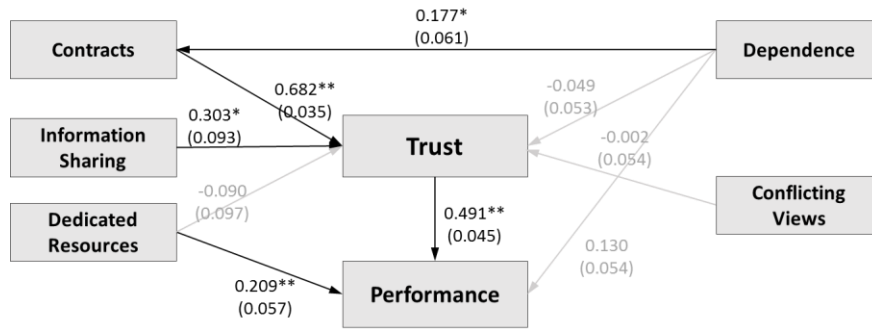 0.177*
(0.061)
Contracts
Dependence
0.682**
(0.035)
-0.049
(0.053)
0.303*
(0.093)
Information
Sharing
Trust
-0.002
(0.054)
-0.090
(0.097)
Conflicting
Views
Dedicated
Resources
0.491**
(0.045)
0.130
(0.054)
0.209**
(0.057)
Performance